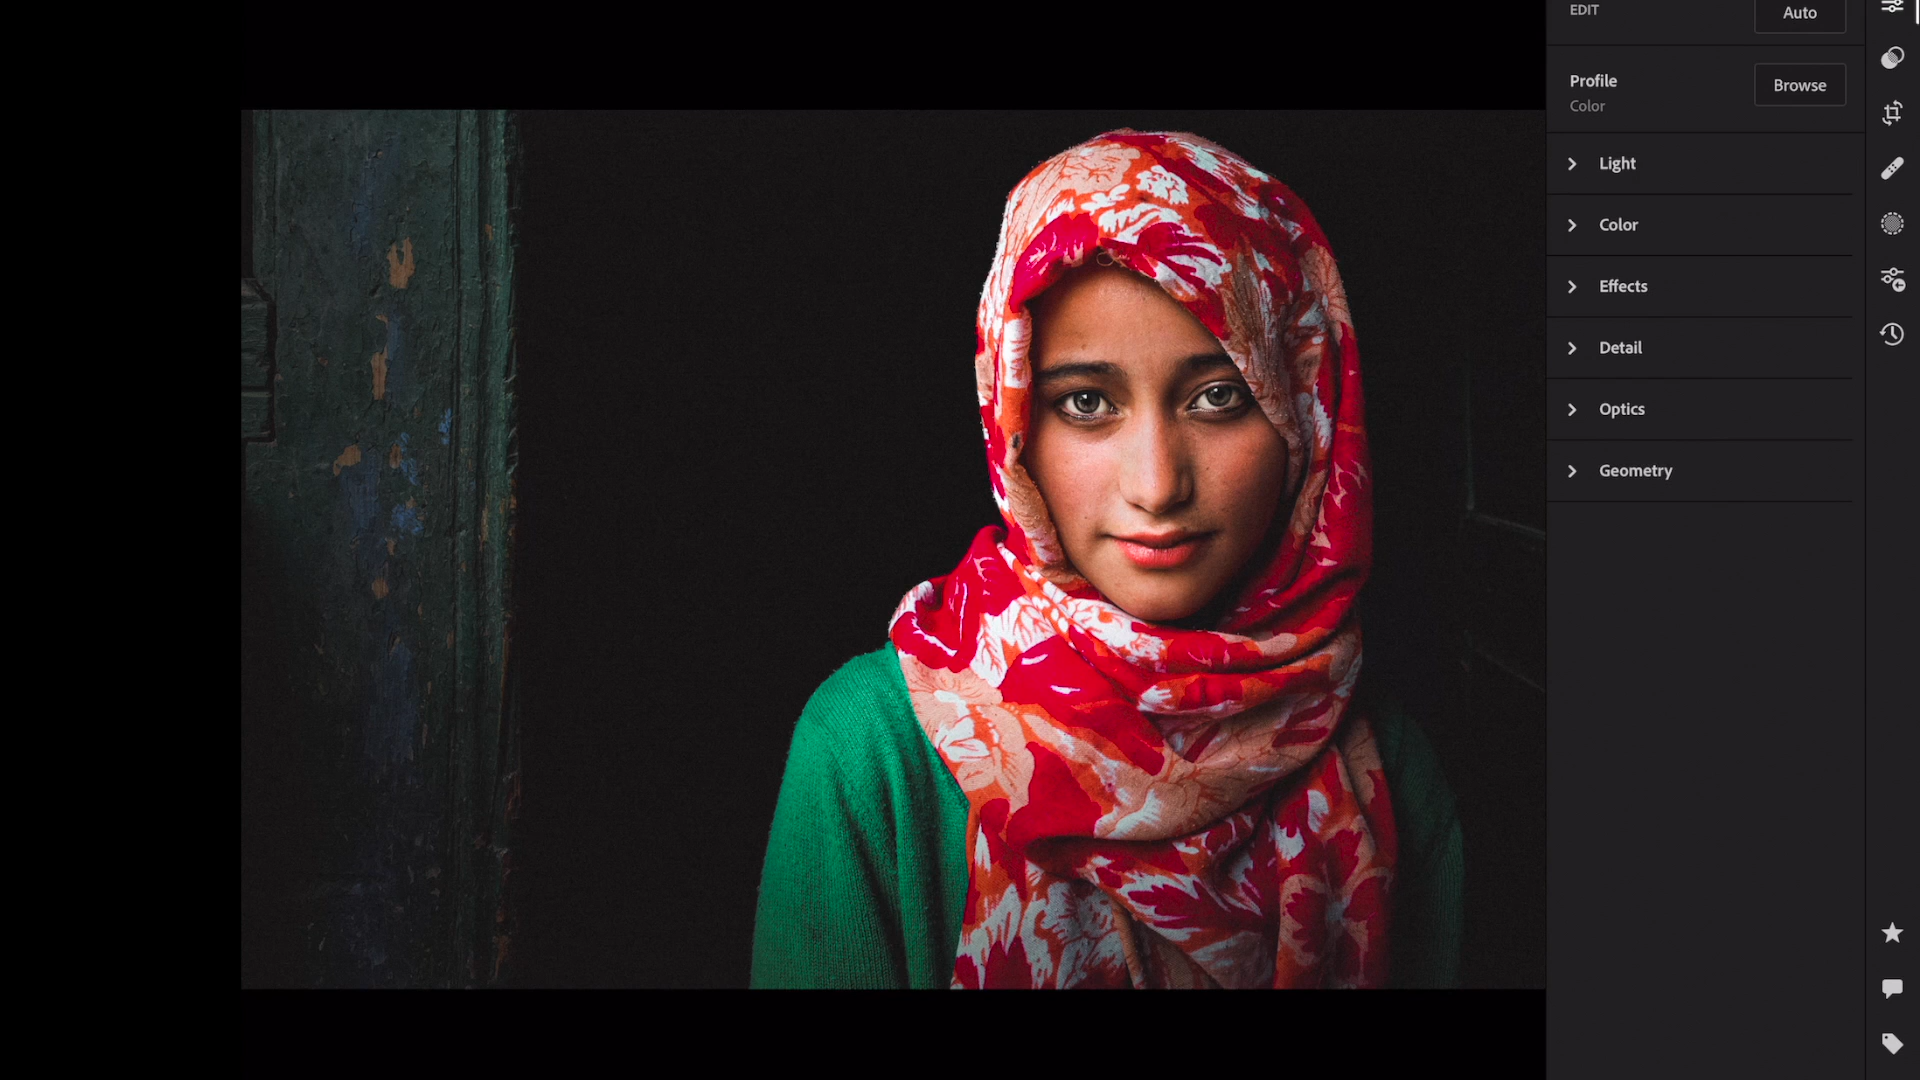 EDIT
Auto
Profile
Browse
Color
Light
Color
Effects
Detail
Optics
Geometry